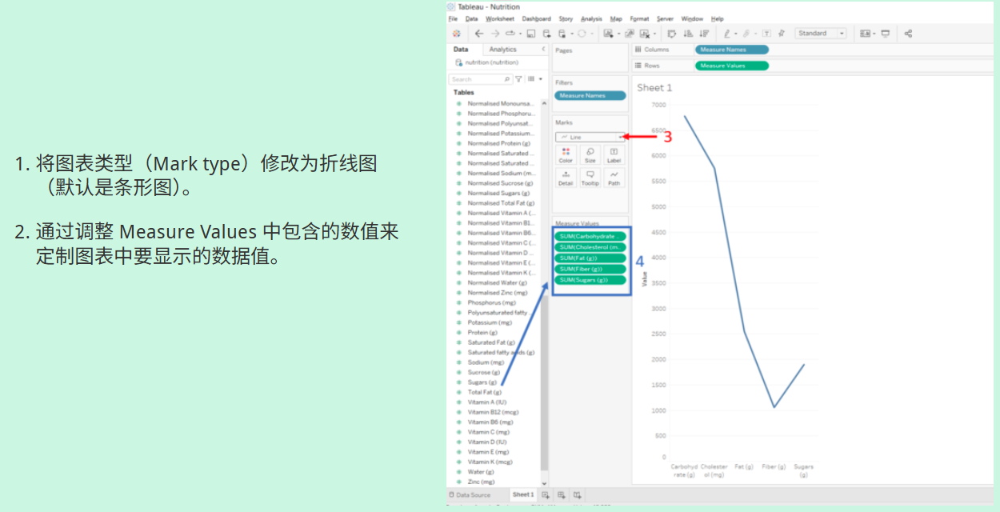 1. 将图表类型（Mark type）修改为折线图
（默认是条形图）。
2. 通过调整 Measure Values 中包含的数值来
定制图表中要显示的数据值。
Tableau - Nutrition
File Data Worksheet Dashboard Story Analysis Map Format Server Window Help
Standard
Data Analytics
nutrition (nutrition)
Search
Tables
Normalised Monounsa...
Normalised Phosphoru...
Normalised Polyunsat...
Normalised Potassium...
Normalised Protein (g)
Normalised Saturated ...
Normalised Saturated ...
Normalised Sodium (m...
Normalised Sucrose (g)
Normalised Sugars (g)
Normalised Total Fat (g)
Normalised Vitamin A (...
Normalised Vitamin B1...
Normalised Vitamin B6...
Normalised Vitamin C (...
Normalised Vitamin D ...
Normalised Vitamin E (...
Normalised Vitamin K (...
Normalised Water (g)
Normalised Zinc (mg)
Phosphorus (mg)
Polyunsaturated fatty ...
Potassium (mg)
Protein (g)
Saturated Fat (g)
Saturated fatty acids (g)
Sodium (mg)
Sucrose (g)
Sugars (g)
Total Fat (g)
Vitamin A (IU)
Vitamin B12 (mcg)
Vitamin B6 (mg)
Vitamin C (mg)
Vitamin D (IU)
Vitamin E (mg)
Vitamin K (mcg)
Water (g)
Zinc (mg)
Pages
Filters
Measure Names
Marks
Line
3
Color Size Label
Detail Tooltip Path
Measure Values
SUM(Carbohydrate ...
SUM(Cholesterol (m...
SUM(Fat (g))
SUM(Fiber (g))
SUM(Sugars (g))
4
Columns Measure Names
Rows Measure Values
Sheet 1
7000
6500
6000
5500
5000
4500
4000
3500
3000
2500
2000
1500
1000
500
0
Value
Carbohyd
rate (g)
Cholester
ol (mg)
Fat (g)
Fiber (g)
Sugars
(g)
Data Source Sheet 1